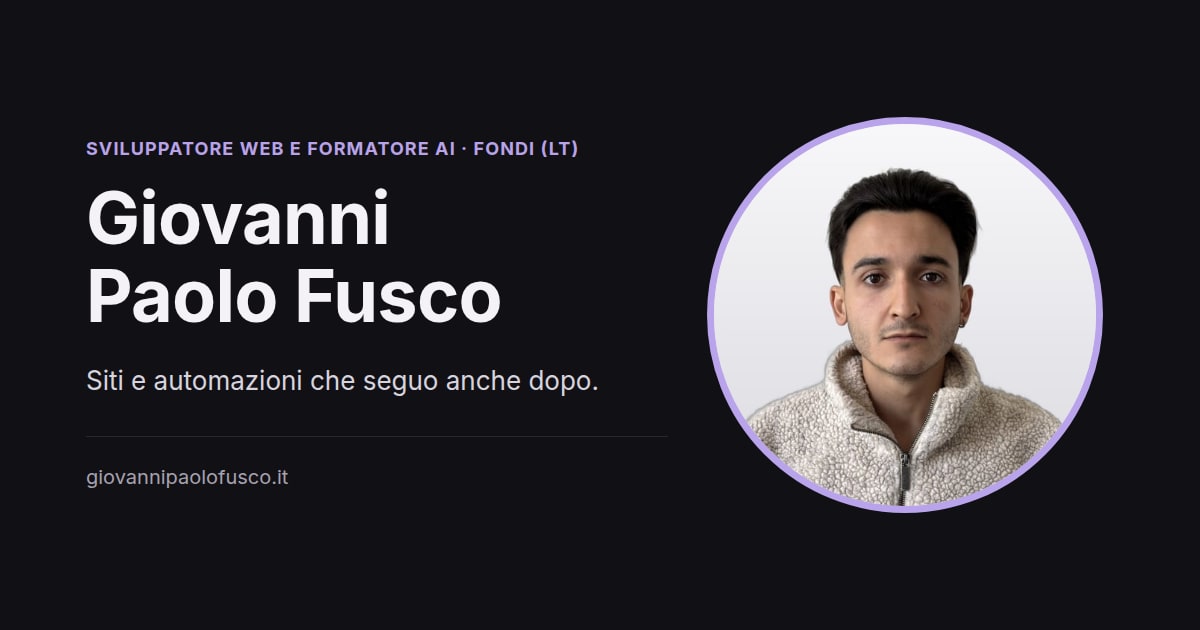 SVILUPPATORE WEB E FORMATORE AI · FONDI (LT)
Giovanni
Paolo Fusco
Siti e automazioni che seguo anche dopo.
giovannipaolofusco.it